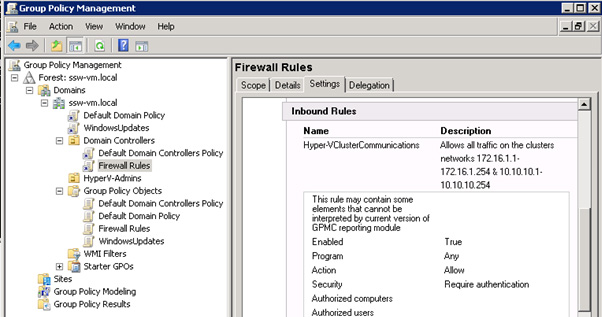 Group Policy Management
File Action View Window Help
Group Policy Management
Forest: ssw-vm.local
Domains
ssw-vm.local
Default Domain Policy
WindowsUpdates
Domain Controllers
Default Domain Controllers Policy
Firewall Rules
HyperV-Admins
Group Policy Objects
Default Domain Controllers Policy
Default Domain Policy
Firewall Rules
WindowsUpdates
WMI Filters
Starter GPOs
Sites
Group Policy Modeling
Group Policy Results
Firewall Rules
Scope Details Settings Delegation
Inbound Rules
Name Description
Hyper-VClusterCommunications Allows all traffic on the clusters
networks 172.16.1.1-
172.16.1.254 & 10.10.10.1-
10.10.10.254
This rule may contain some
elements that cannot be
interpreted by current version of
GPMC reporting module
Enabled True
Program Any
Action Allow
Security Require authentication
Authorized computers
Authorized users